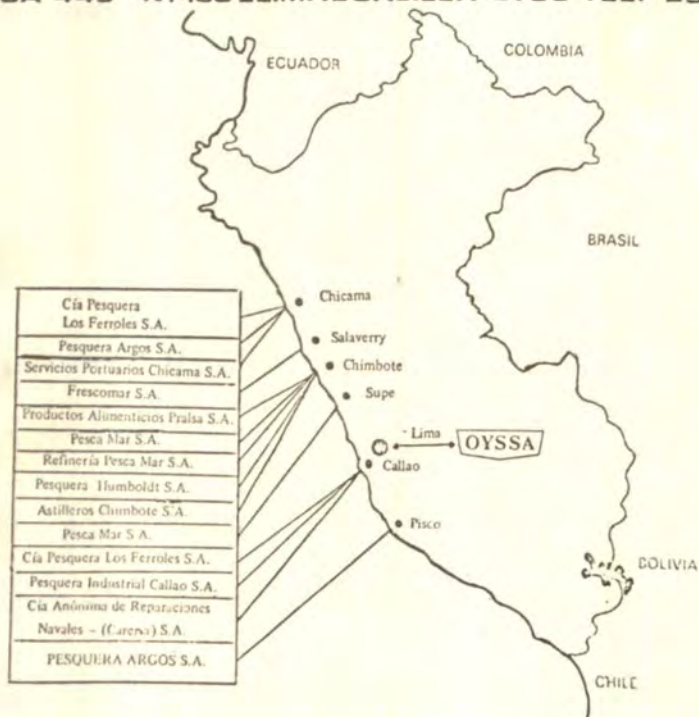 ECUADOR
COLOMBIA
BRASIL
Cía Pesquera
Los Ferroles S.A.
Pesquera Argos S.A.
Servicios Portuarios Chicama S.A.
Frescomar S.A.
Productos Alimenticios Pralsa S.A.
Pesca Mar S.A.
Refinería Pesca Mar S.A.
Pesquera Humboldt S.A.
Astilleros Chimbote S.A.
Pesca Mar S.A.
Cía Pesquera Los Ferroles S.A.
Pesquera Industrial Callao S.A.
Cía Anónima de Reparaciones
Navales – (Carena) S.A.
PESQUERA ARGOS S.A.
Chicama
Salaverry
Chimbote
Supe
Lima
OYSSA
Callao
Pisco
BOLIVIA
CHILE